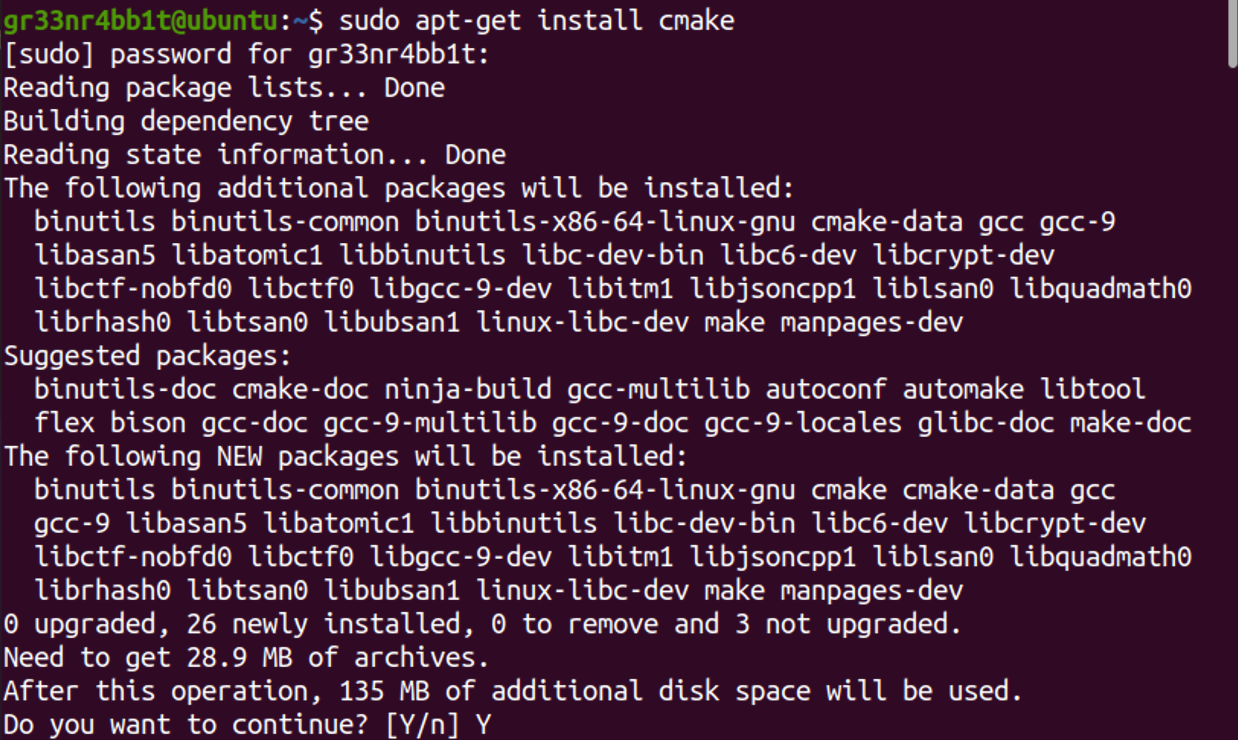 gr33nr4bb1t@ubuntu:~$ sudo apt-get install cmake
[sudo] password for gr33nr4bb1t:
Reading package lists... Done
Building dependency tree
Reading state information... Done
The following additional packages will be installed:
  binutils binutils-common binutils-x86-64-linux-gnu cmake-data gcc gcc-9
  libasan5 libatomic1 libbinutils libc-dev-bin libc6-dev libcrypt-dev
  libctf-nobfd0 libctf0 libgcc-9-dev libitm1 libjsoncpp1 liblsan0 libquadmath0
  librhash0 libtsan0 libubsan1 linux-libc-dev make manpages-dev
Suggested packages:
  binutils-doc cmake-doc ninja-build gcc-multilib autoconf automake libtool
  flex bison gcc-doc gcc-9-multilib gcc-9-doc gcc-9-locales glibc-doc make-doc
The following NEW packages will be installed:
  binutils binutils-common binutils-x86-64-linux-gnu cmake cmake-data gcc
  gcc-9 libasan5 libatomic1 libbinutils libc-dev-bin libc6-dev libcrypt-dev
  libctf-nobfd0 libctf0 libgcc-9-dev libitm1 libjsoncpp1 liblsan0 libquadmath0
  librhash0 libtsan0 libubsan1 linux-libc-dev make manpages-dev
0 upgraded, 26 newly installed, 0 to remove and 3 not upgraded.
Need to get 28.9 MB of archives.
After this operation, 135 MB of additional disk space will be used.
Do you want to continue? [Y/n] Y